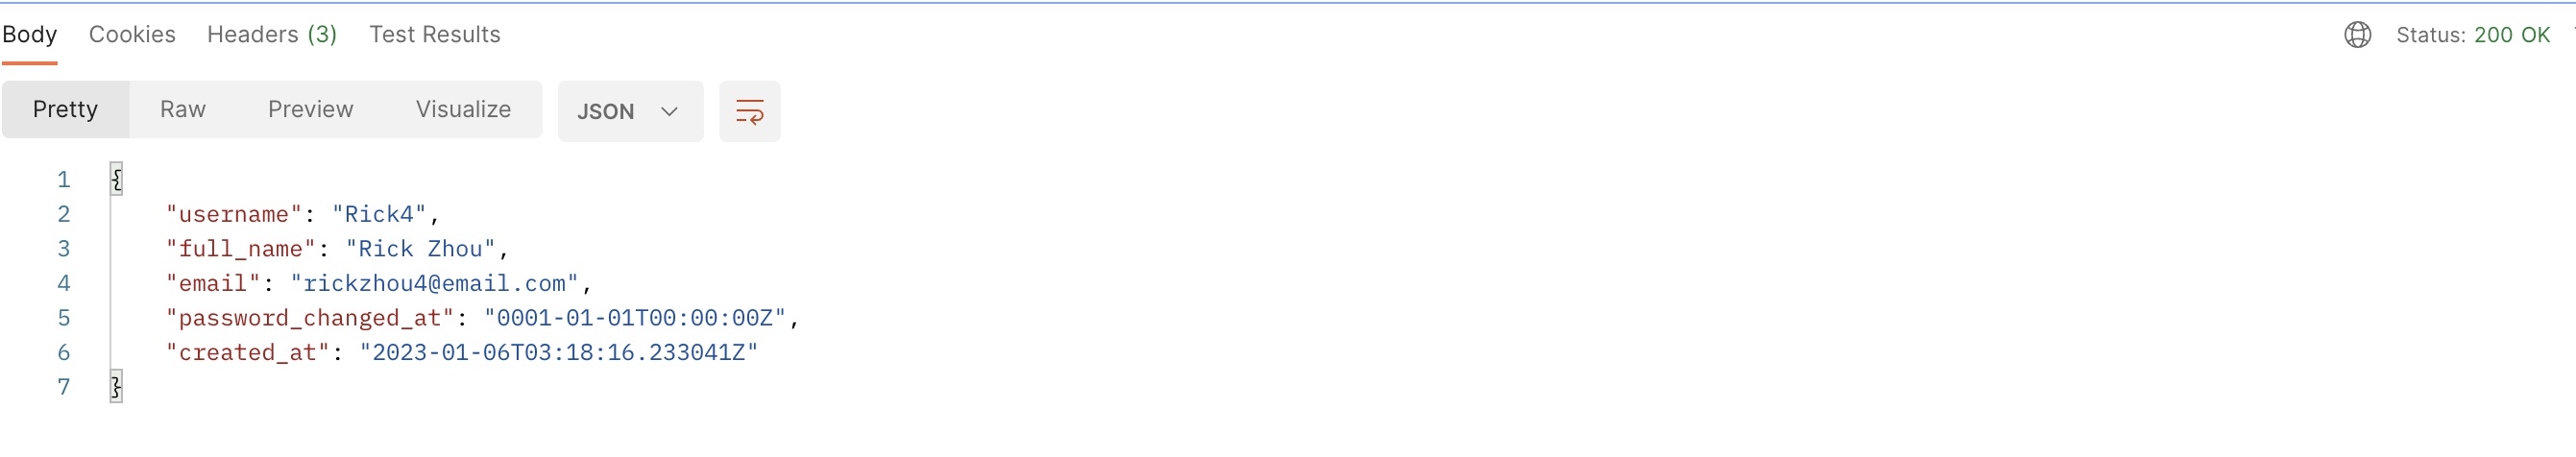 Body Cookies Headers (3) Test Results Status: 200 OK
Pretty Raw Preview Visualize JSON
1 {
2 "username": "Rick4",
3 "full_name": "Rick Zhou",
4 "email": "rickzhou4@email.com",
5 "password_changed_at": "0001-01-01T00:00:00Z",
6 "created_at": "2023-01-06T03:18:16.233041Z"
7 }